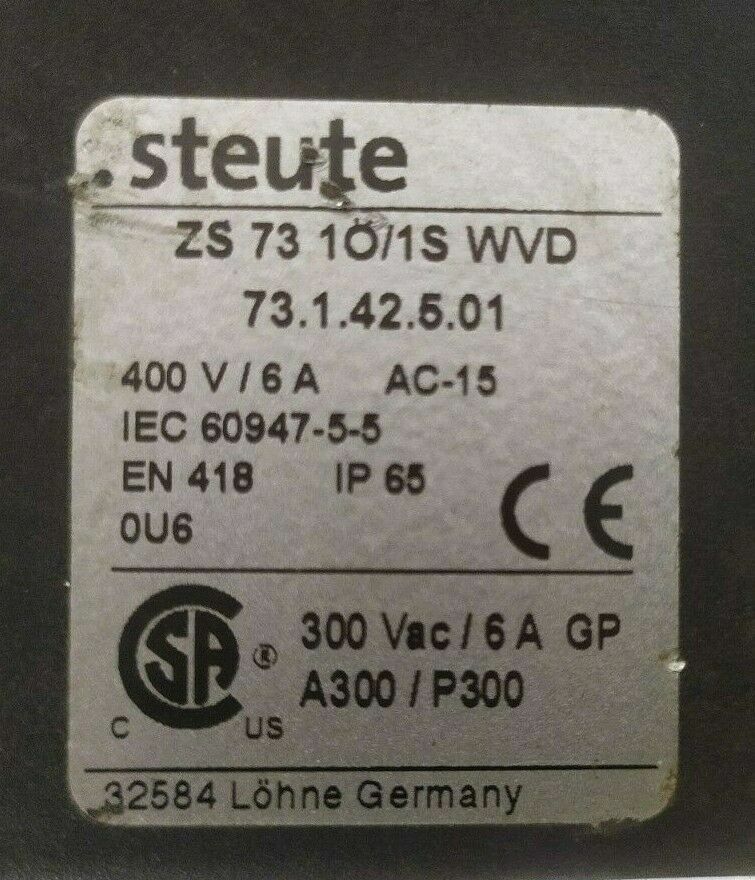 .steute
ZS 73 1Ö/1S WVD
73.1.42.5.01
400 V / 6 A AC-15
IEC 60947-5-5
EN 418 IP 65
0U6
CE
CSA ® 300 Vac / 6 A GP
C US A300 / P300
32584 Löhne Germany